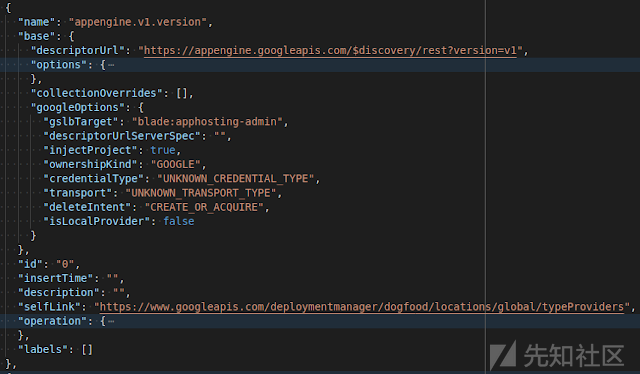 {
"name": "appengine.v1.version",
"base": {
"descriptorUrl": "https://appengine.googleapis.com/$discovery/rest?version=v1",
"options": {⋯
},
"collectionOverrides": [],
"googleOptions": {
"gslbTarget": "blade:apphosting-admin",
"descriptorUrlServerSpec": "",
"injectProject": true,
"ownershipKind": "GOOGLE",
"credentialType": "UNKNOWN_CREDENTIAL_TYPE",
"transport": "UNKNOWN_TRANSPORT_TYPE",
"deleteIntent": "CREATE_OR_ACQUIRE",
"isLocalProvider": false
}
},
"id": "0",
"insertTime": "",
"description": "",
"selfLink": "https://www.googleapis.com/deploymentmanager/dogfood/locations/global/typeProviders",
"operation": {⋯
},
"labels": []
},
先知社区